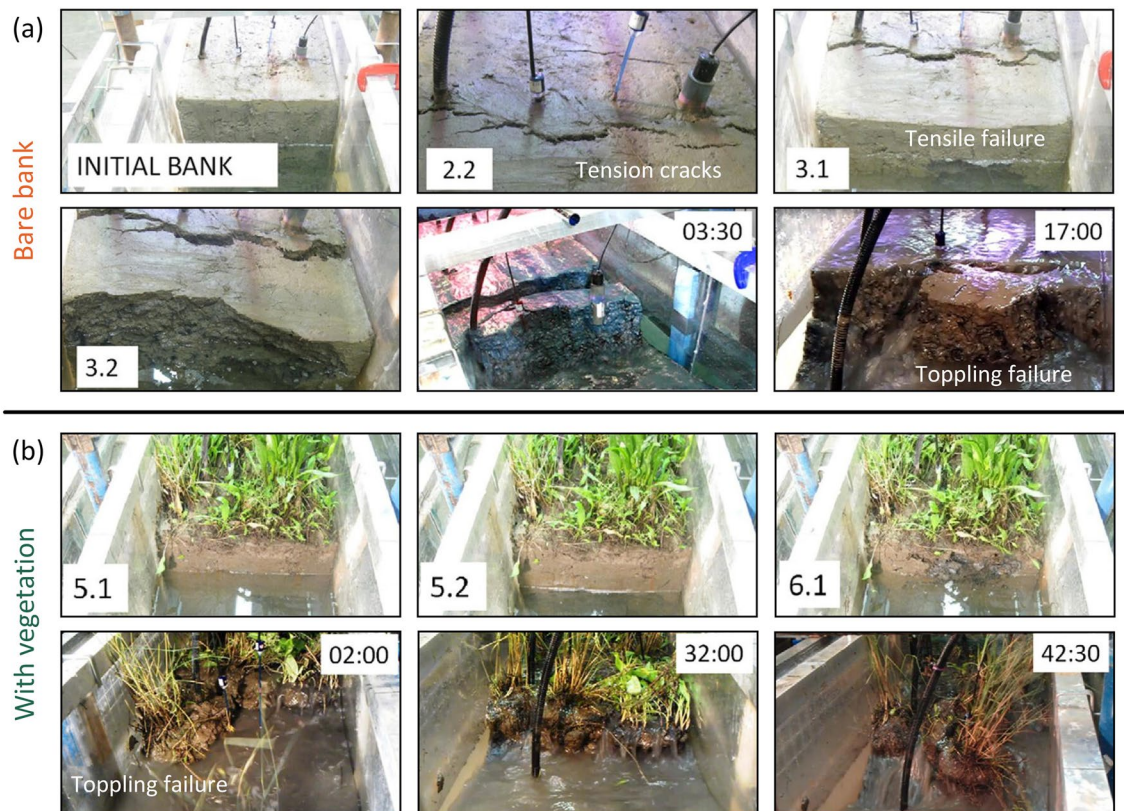 (a)
Bare bank
INITIAL BANK
2.2
Tension cracks
Tensile failure
3.1
3.2
03:30
17:00
Toppling failure
(b)
With vegetation
5.1
5.2
6.1
02:00
Toppling failure
32:00
42:30